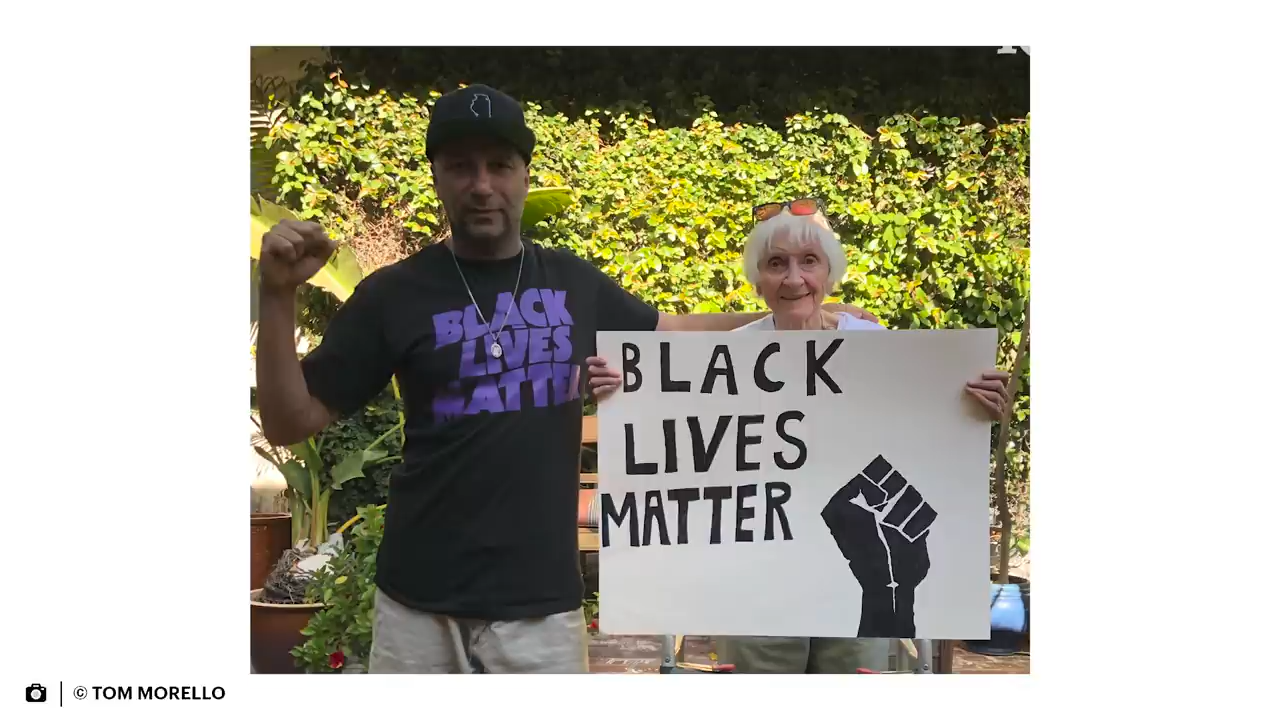 BLACK
LIVES
MATTER
BLACK
LIVES
MATTER
© TOM MORELLO